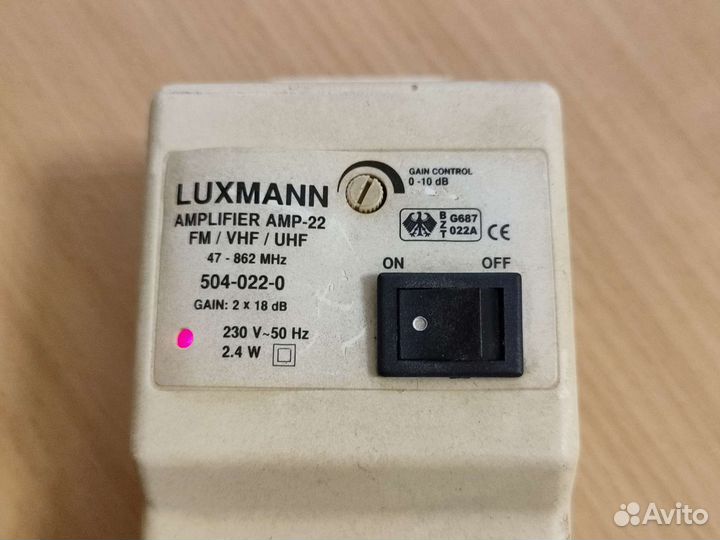 LUXMANN
AMPLIFIER AMP-22
FM / VHF / UHF
47 - 862 MHz
504-022-0
GAIN: 2 x 18 dB
230 V~50 Hz
2.4 W
GAIN CONTROL
0 -10 dB
BZT
G687
022A
CE
ON OFF
Avito